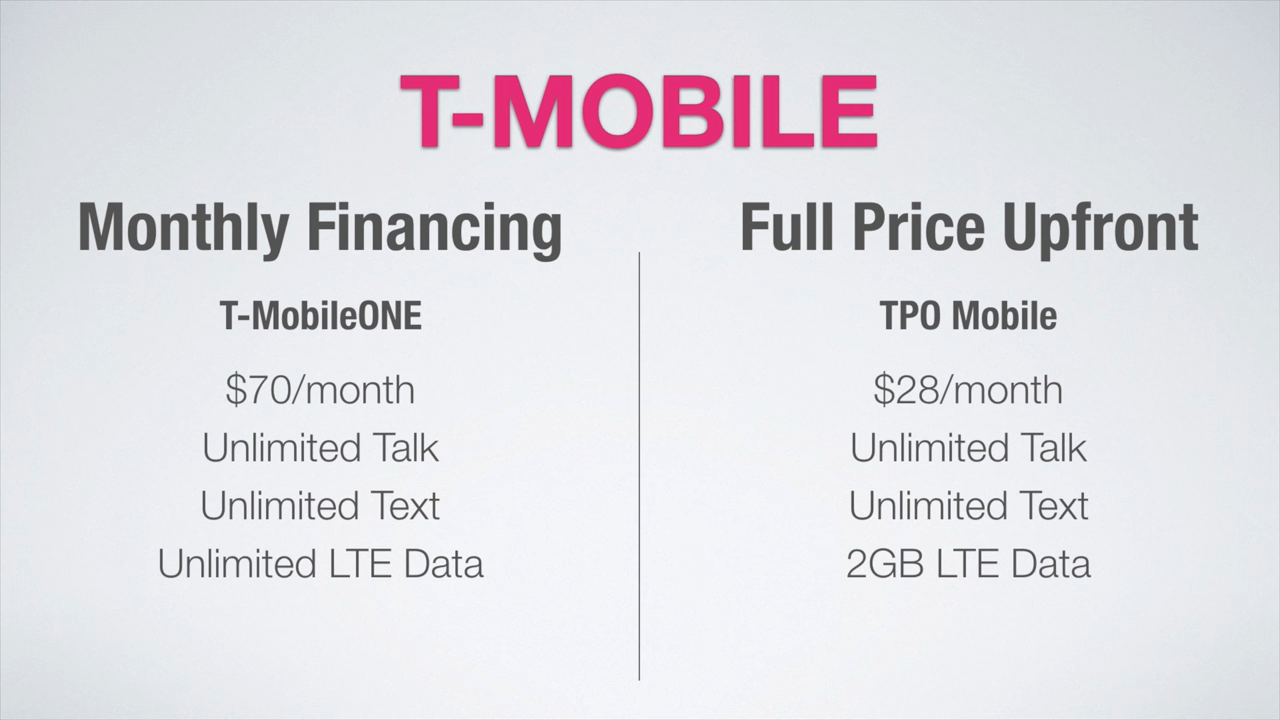 T-MOBILE
Monthly Financing
T-MobileONE
$70/month
Unlimited Talk
Unlimited Text
Unlimited LTE Data
Full Price Upfront
TPO Mobile
$28/month
Unlimited Talk
Unlimited Text
2GB LTE Data